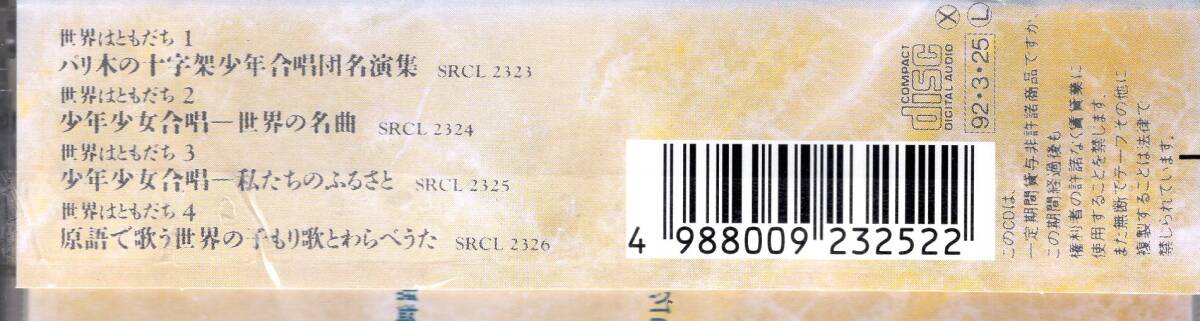 世界はともだち 1
パリ木の十字架少年合唱団名演集 SRCL 2323
世界はともだち 2
少年少女合唱―世界の名曲 SRCL 2324
世界はともだち 3
少年少女合唱―私たちのふるさと SRCL 2325
世界はともだち 4
原語で歌う世界の子もり歌とわらべうた SRCL 2326
4 988009 232522
COMPACT
disc
DIGITAL AUDIO
X L
92・3・25
このCDは、
一定期間貸与非許諾商品ですが、
この期間経過後も
権利者の許諾なく賃貸業に
使用することを禁じます。
また無断でテープその他に
複製することは法律で
禁じられています。